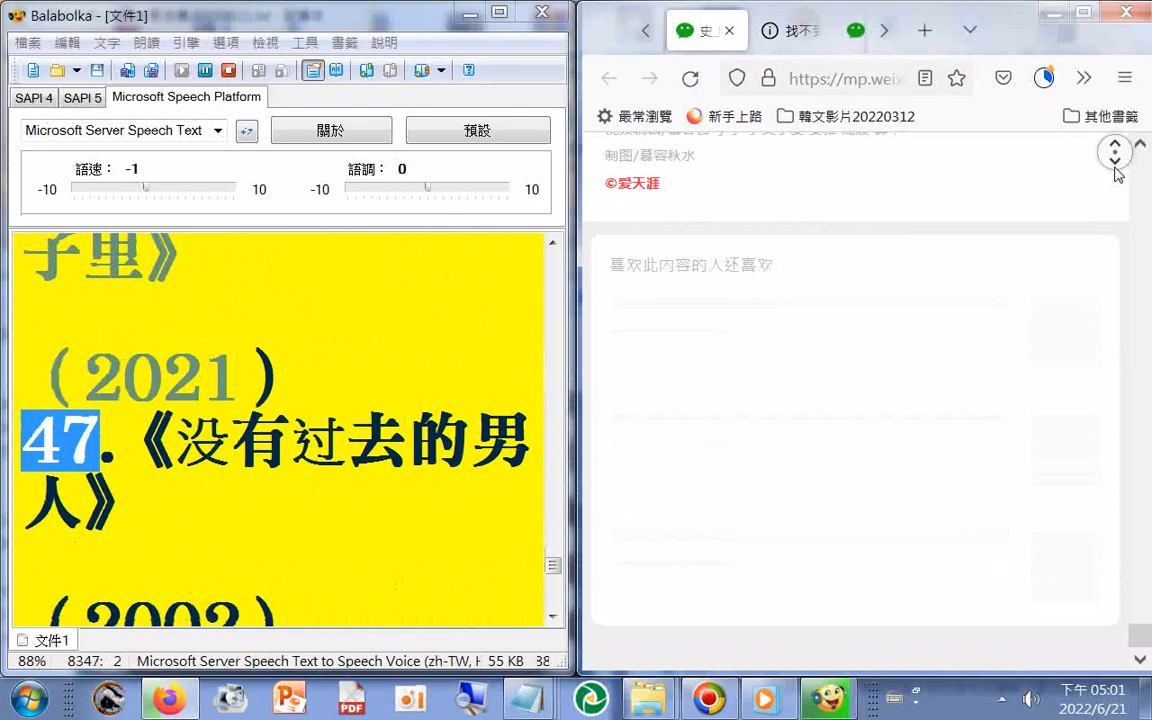 Balabolka - [文件1]
檔案 編輯 文字 朗讀 引擎 選項 檢視 工具 書籤 說明
SAPI 4 SAPI 5 Microsoft Speech Platform
Microsoft Server Speech Text 關於 預設
語速： -1 語調： 0
-10 10 -10 10
子里》
（2021）
47.《没有过去的男
人》
（2002）
文件1
88% 8347: 2 Microsoft Server Speech Text to Speech Voice (zh-TW, H 55 KB 38
史 找不
https://mp.weix
最常瀏覽 新手上路 韓文影片20220312 其他書籤
制图/慕容秋水
©爱天涯
喜欢此内容的人还喜欢
PDF
下午 05:01
2022/6/21